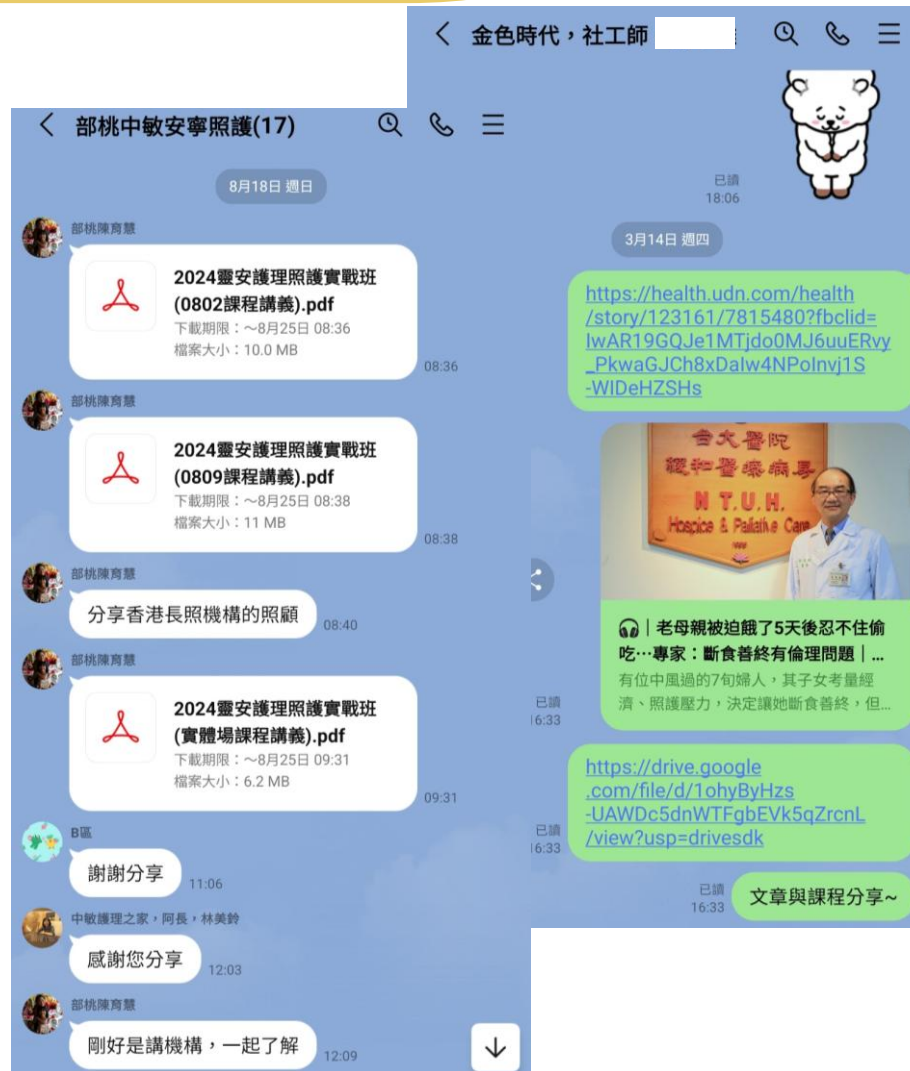 部桃中敏安寧照護(17)
8月18日 週日
部桃陳育慧
2024靈安護理照護實戰班
(0802課程講義).pdf
下載期限：～8月25日 08:36
檔案大小：10.0 MB
08:36
部桃陳育慧
2024靈安護理照護實戰班
(0809課程講義).pdf
下載期限：～8月25日 08:38
檔案大小：11 MB
08:38
部桃陳育慧
分享香港長照機構的照顧
08:40
部桃陳育慧
2024靈安護理照護實戰班
(實體場課程講義).pdf
下載期限：～8月25日 09:31
檔案大小：6.2 MB
09:31
B區
謝謝分享
11:06
中敏護理之家，阿長，林美鈴
感謝您分享
12:03
部桃陳育慧
剛好是講機構，一起了解
12:09
金色時代，社工師
已讀
18:06
3月14日 週四
https://health.udn.com/health
/story/123161/7815480?fbclid=
IwAR19GQJe1MTjdo0MJ6uuERvy
_PkwaGJCh8xDaIw4NPoInvj1S
-WIDeHZSHs
台大醫院
緩和醫療病房
N.T.U.H.
Hospice & Palliative Care
｜老母親被迫餓了5天後忍不住偷
吃…專家：斷食善終有倫理問題｜...
有位中風過的7旬婦人，其子女考量經
濟、照護壓力，決定讓她斷食善終，但...
已讀
16:33
https://drive.google
.com/file/d/1ohyByHzs
-UAWDc5dnWTFgbEVk5qZrcnL
/view?usp=drivesdk
已讀
16:33
文章與課程分享~
已讀
16:33